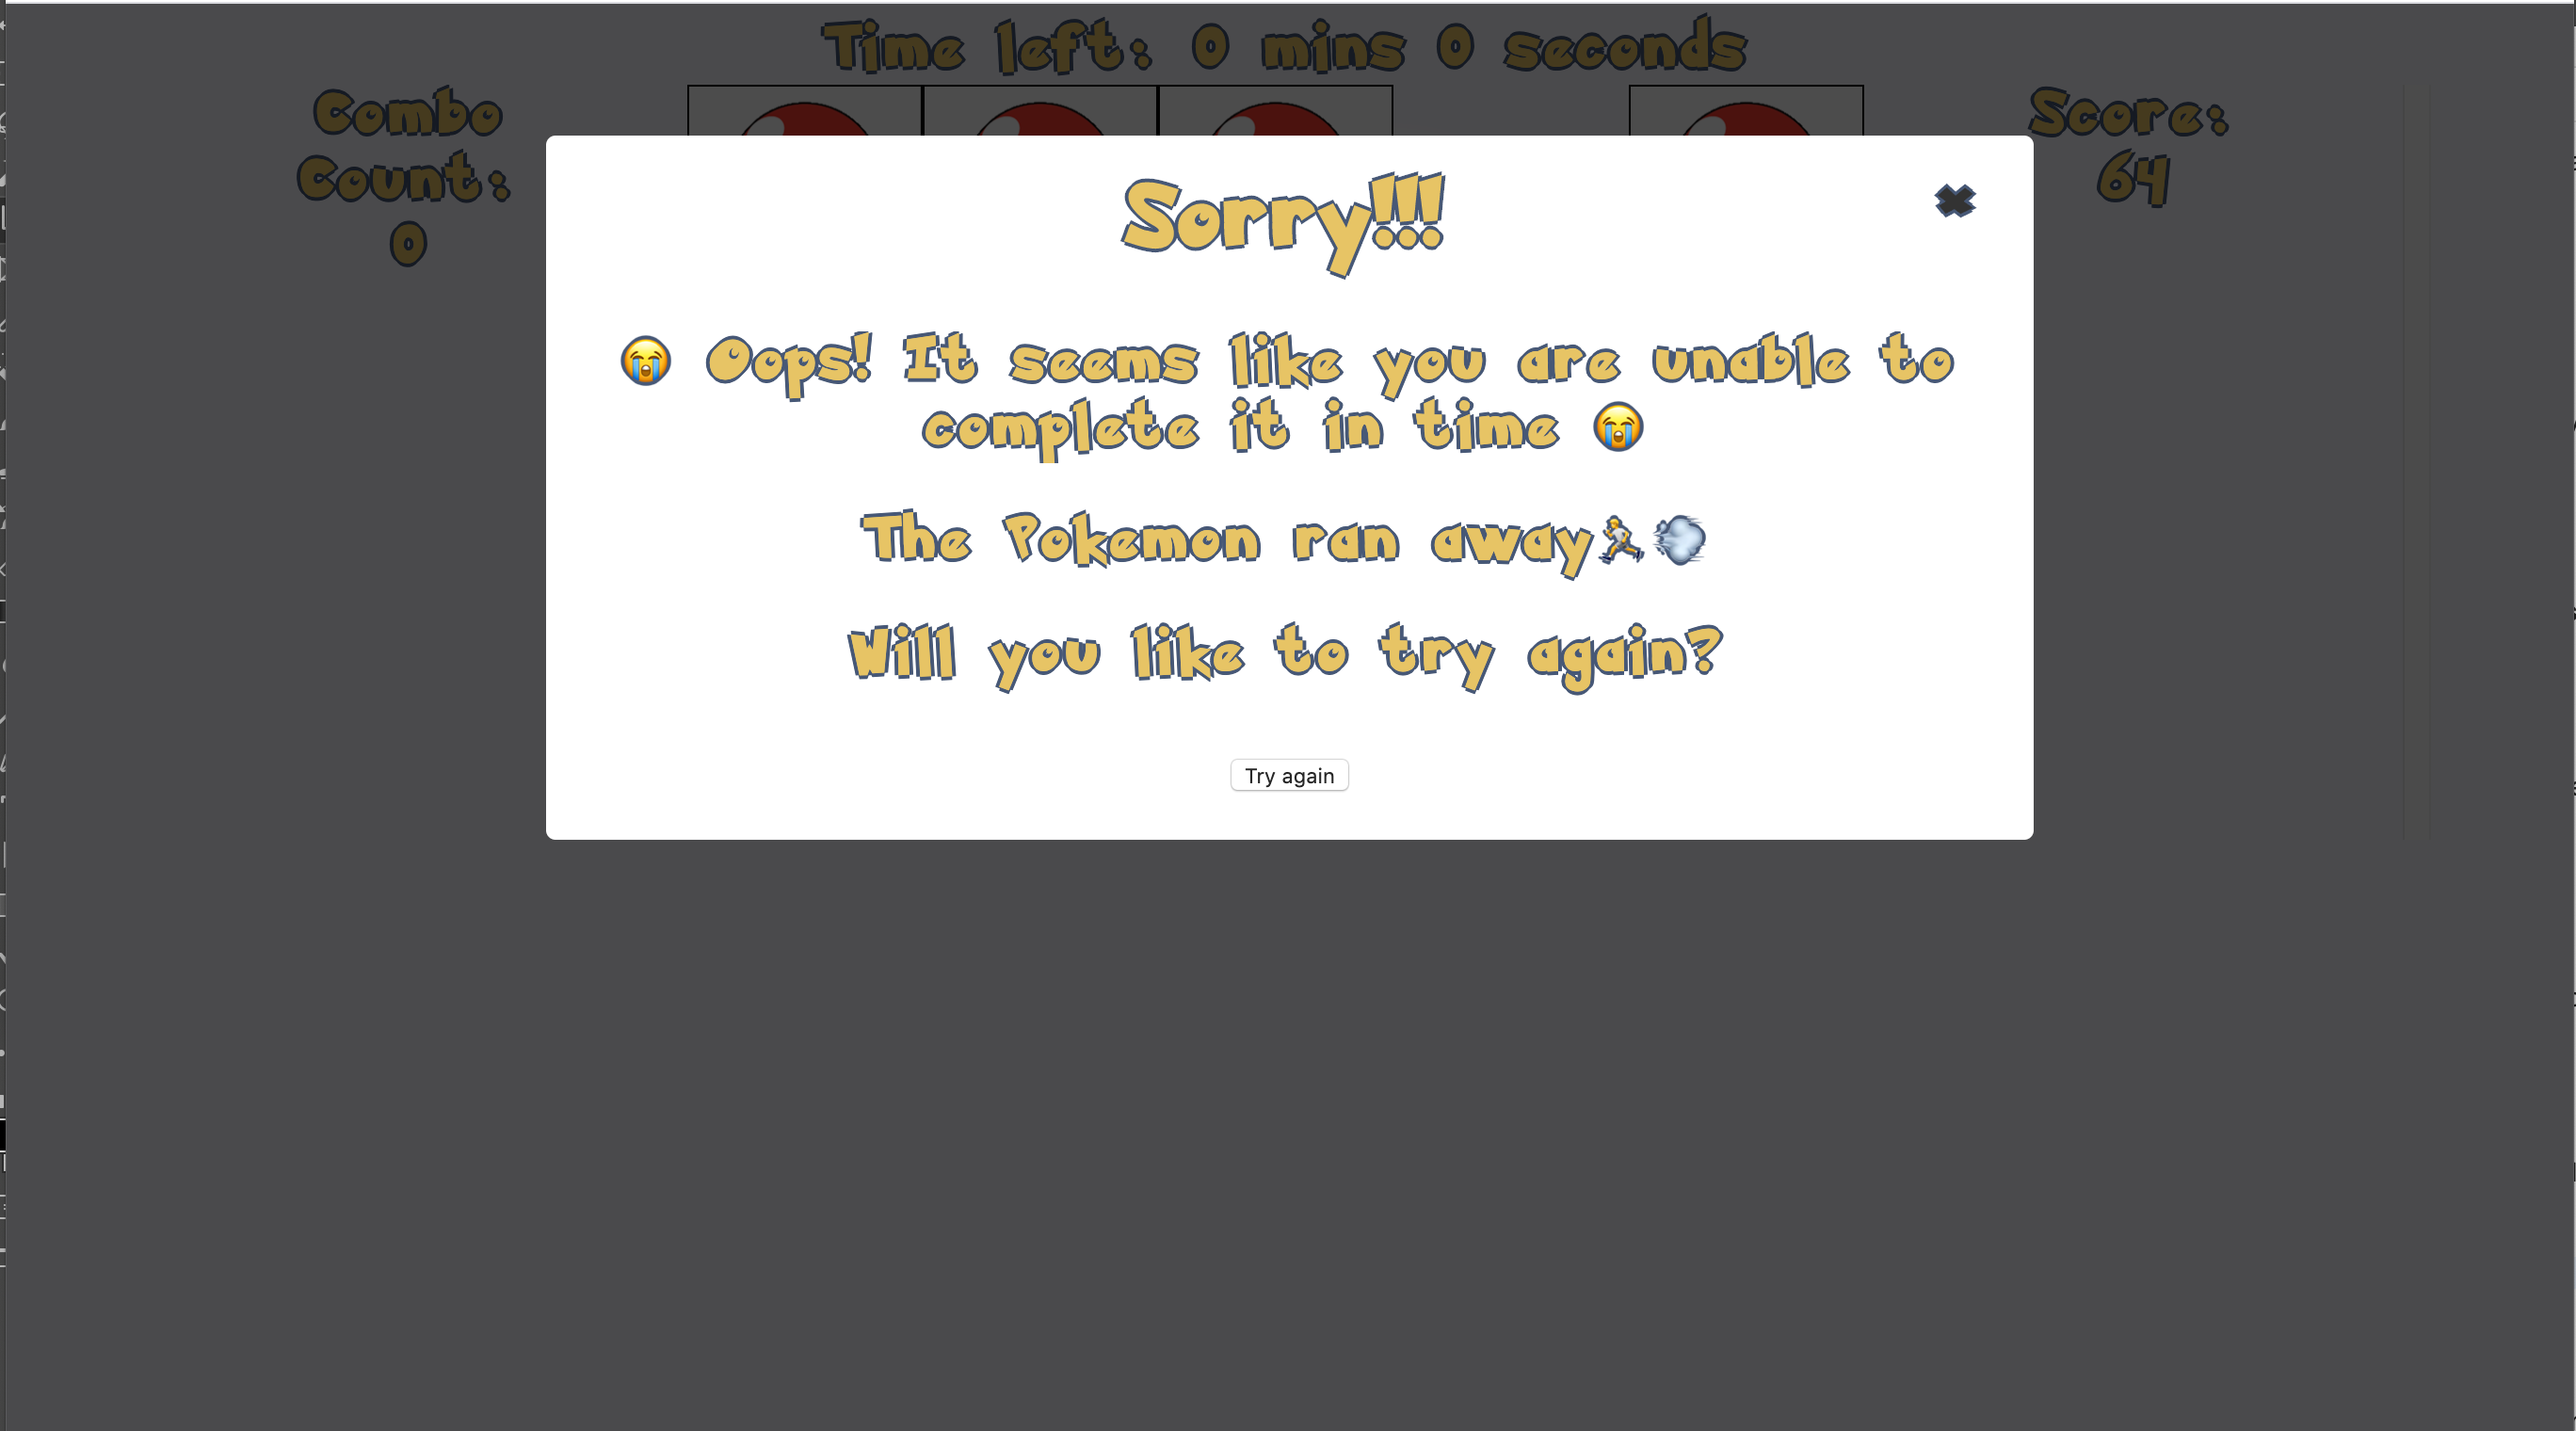 Time left: 0 mins 0 seconds
Combo
Count:
0
Score:
64
Sorry!!!
✖
😭 Oops! It seems like you are unable to
complete it in time 😭
The Pokemon ran away🏃💨
Will you like to try again?
Try again